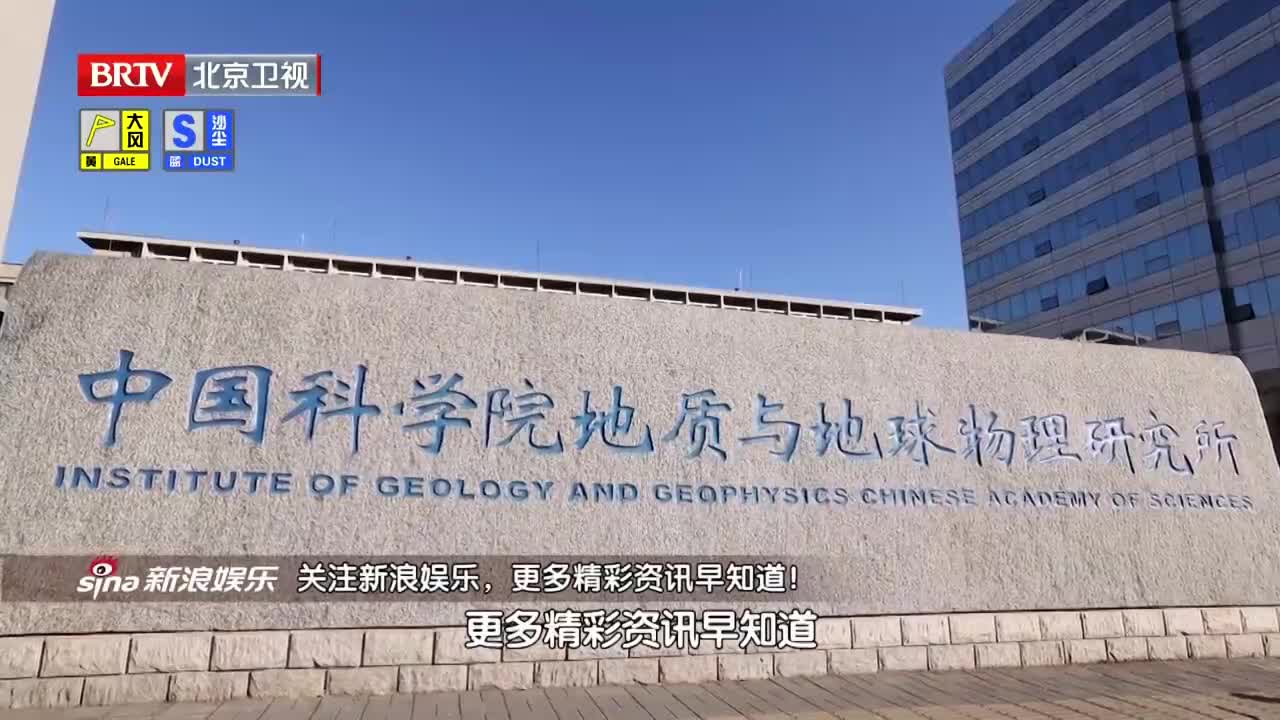 BRTV 北京卫视
大风
黄 GALE
S 沙尘
蓝 DUST
中国科学院地质与地球物理研究所
INSTITUTE OF GEOLOGY AND GEOPHYSICS CHINESE ACADEMY OF SCIENCES
sina 新浪娱乐 关注新浪娱乐，更多精彩资讯早知道！
更多精彩资讯早知道